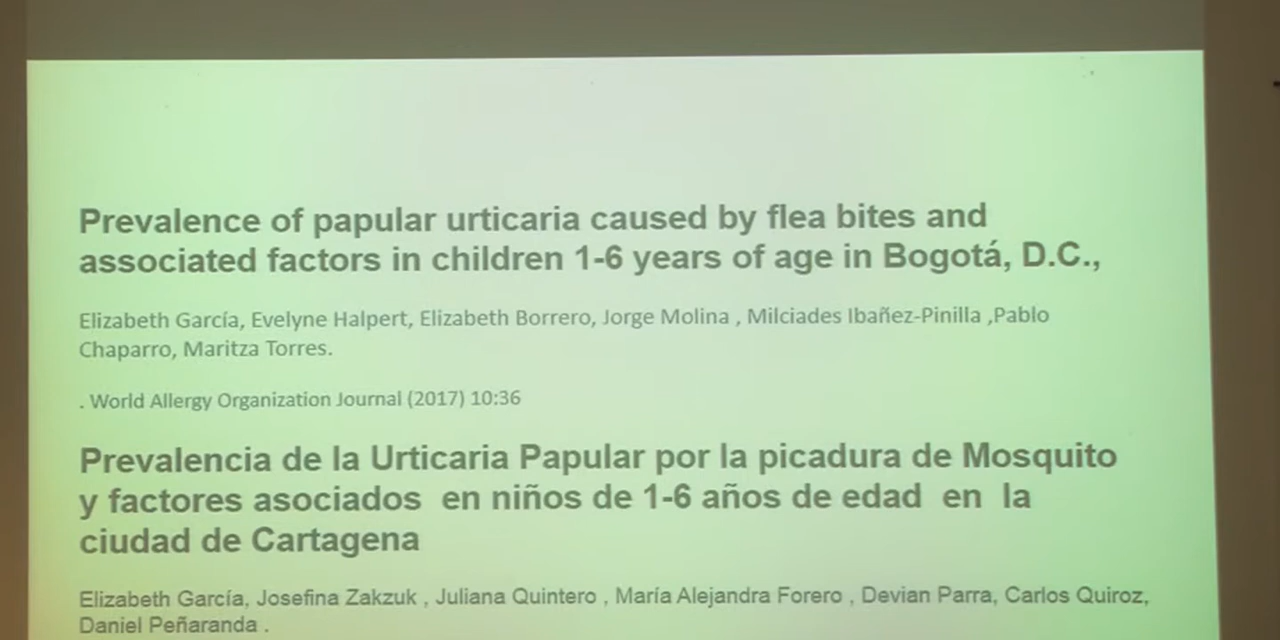 Prevalence of papular urticaria caused by flea bites and
associated factors in children 1-6 years of age in Bogotá, D.C.,
Elizabeth García, Evelyne Halpert, Elizabeth Borrero, Jorge Molina , Milciades Ibañez-Pinilla ,Pablo
Chaparro, Maritza Torres.
. World Allergy Organization Journal (2017) 10:36
Prevalencia de la Urticaria Papular por la picadura de Mosquito
y factores asociados  en niños de 1-6 años de edad  en  la
ciudad de Cartagena
Elizabeth García, Josefina Zakzuk , Juliana Quintero , María Alejandra Forero , Devian Parra, Carlos Quiroz,
Daniel Peñaranda .